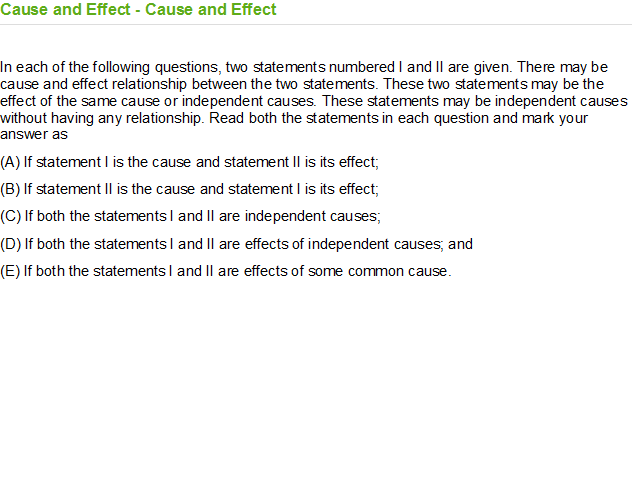 Cause and Effect - Cause and Effect
In each of the following questions, two statements numbered I and II are given. There may be
cause and effect relationship between the two statements. These two statements may be the
effect of the same cause or independent causes. These statements may be independent causes
without having any relationship. Read both the statements in each question and mark your
answer as
(A) If statement I is the cause and statement II is its effect;
(B) If statement II is the cause and statement I is its effect;
(C) If both the statements I and II are independent causes;
(D) If both the statements I and II are effects of independent causes; and
(E) If both the statements I and II are effects of some common cause.